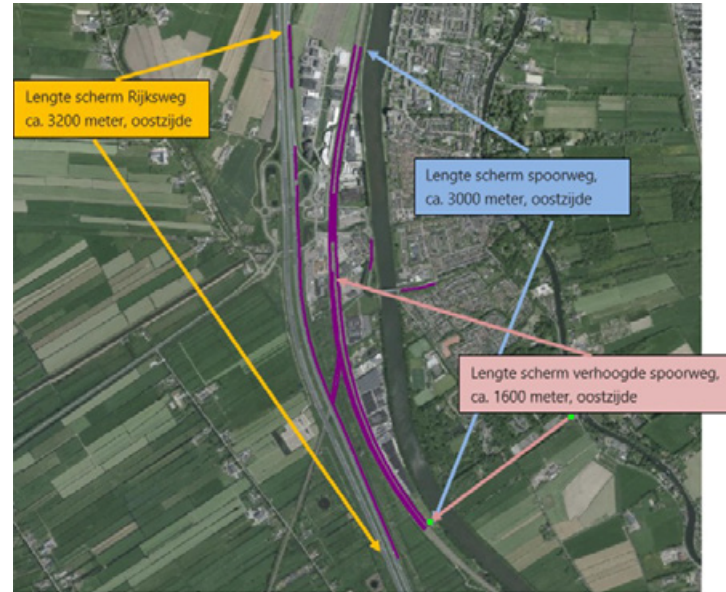 Lengte scherm Rijksweg
ca. 3200 meter, oostzijde
Lengte scherm spoorweg,
ca. 3000 meter, oostzijde
Lengte scherm verhoogde spoorweg,
ca. 1600 meter, oostzijde